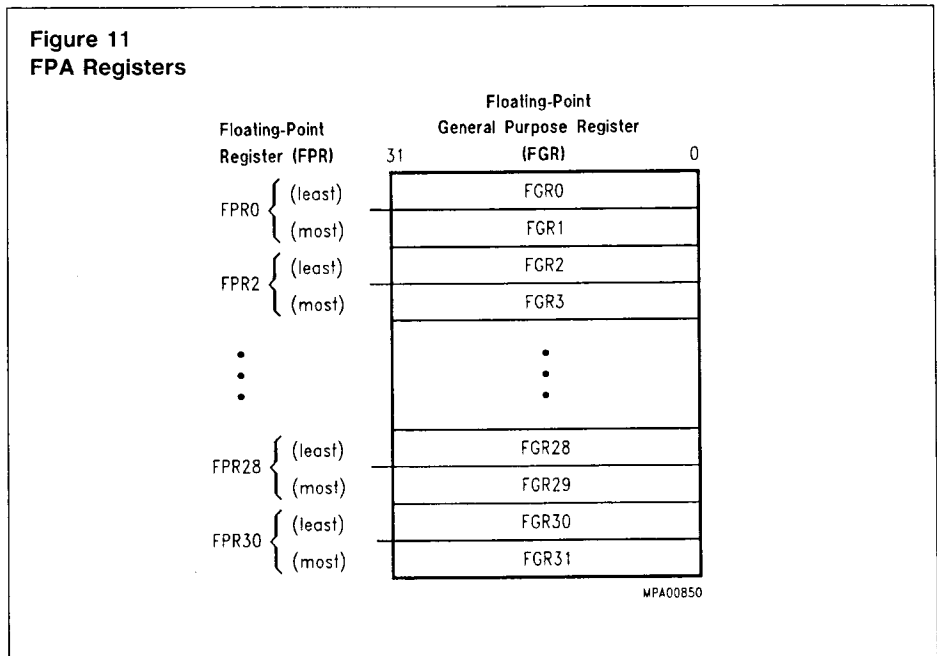 Figure 11
FPA Registers
Floating-Point
Register (FPR)
Floating-Point
General Purpose Register
(FGR)
31 0
FPR0 (least) FGR0
(most) FGR1
FPR2 (least) FGR2
(most) FGR3
FPR28 (least) FGR28
(most) FGR29
FPR30 (least) FGR30
(most) FGR31
MPA00850